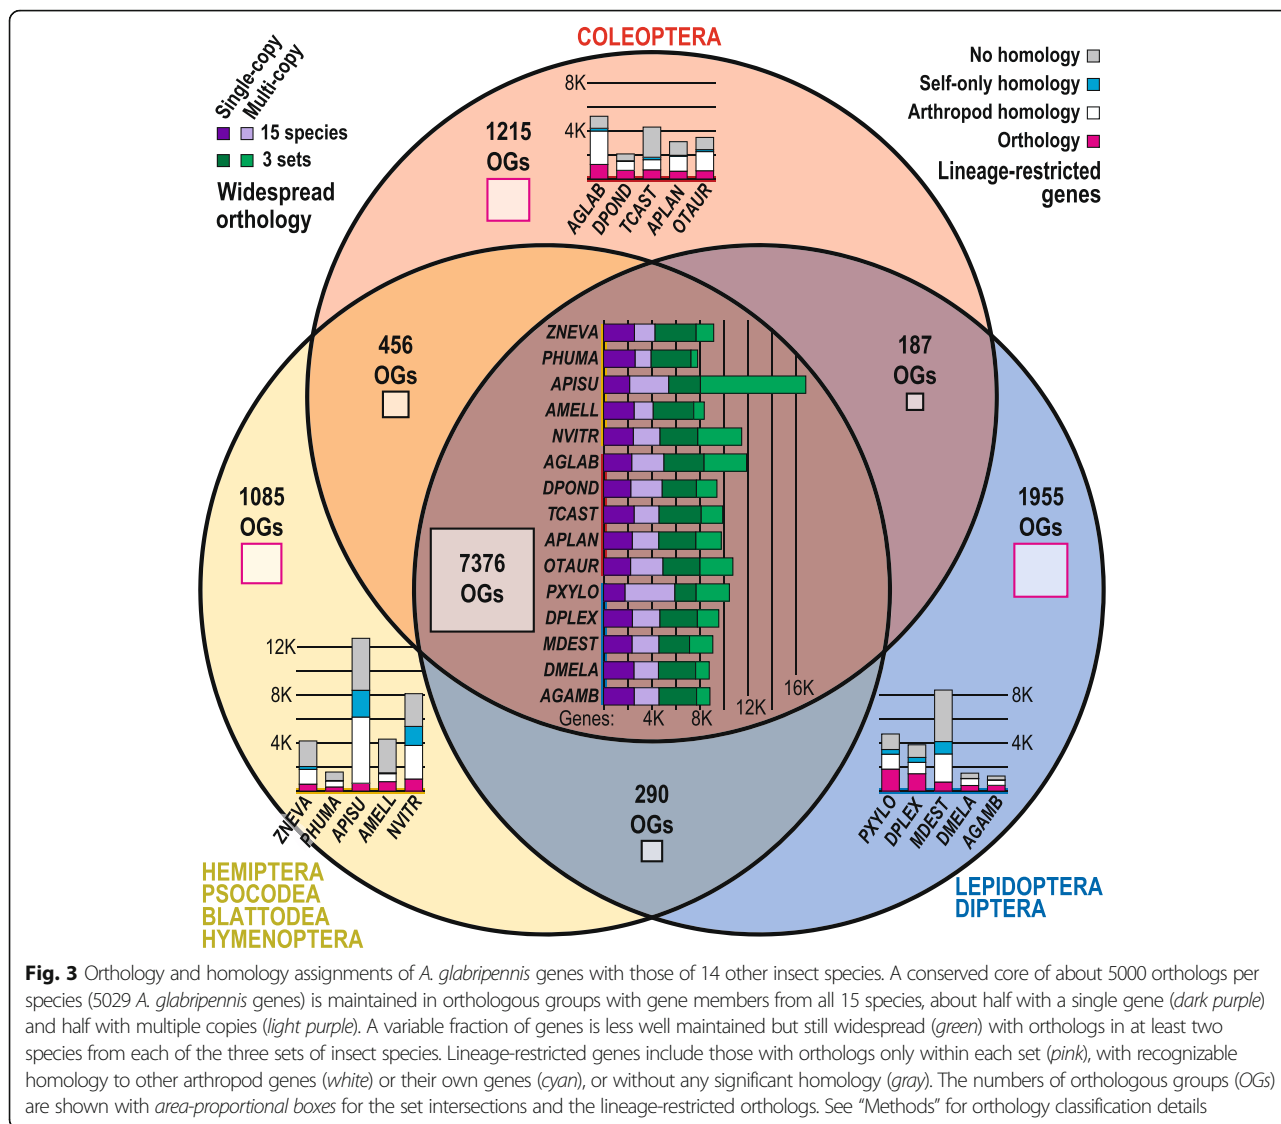 COLEOPTERA
Single-copy
Multi-copy
15 species
3 sets
Widespread
orthology
No homology
Self-only homology
Arthropod homology
Orthology
Lineage-restricted
genes
8K
4K
1215
OGs
AGLAB
DPOND
TCAST
APLAN
OTAUR
456
OGs
187
OGs
ZNEVA
PHUMA
APISU
AMELL
NVITR
AGLAB
DPOND
TCAST
APLAN
OTAUR
PXYLO
DPLEX
MDEST
DMELA
AGAMB
Genes:
4K
8K
12K
16K
7376
OGs
1085
OGs
1955
OGs
12K
8K
4K
ZNEVA
PHUMA
APISU
AMELL
NVITR
8K
4K
PXYLO
DPLEX
MDEST
DMELA
AGAMB
290
OGs
HEMIPTERA
PSOCODEA
BLATTODEA
HYMENOPTERA
LEPIDOPTERA
DIPTERA
Fig. 3 Orthology and homology assignments of A. glabripennis genes with those of 14 other insect species. A conserved core of about 5000 orthologs per
species (5029 A. glabripennis genes) is maintained in orthologous groups with gene members from all 15 species, about half with a single gene (dark purple)
and half with multiple copies (light purple). A variable fraction of genes is less well maintained but still widespread (green) with orthologs in at least two
species from each of the three sets of insect species. Lineage-restricted genes include those with orthologs only within each set (pink), with recognizable
homology to other arthropod genes (white) or their own genes (cyan), or without any significant homology (gray). The numbers of orthologous groups (OGs)
are shown with area-proportional boxes for the set intersections and the lineage-restricted orthologs. See “Methods” for orthology classification details